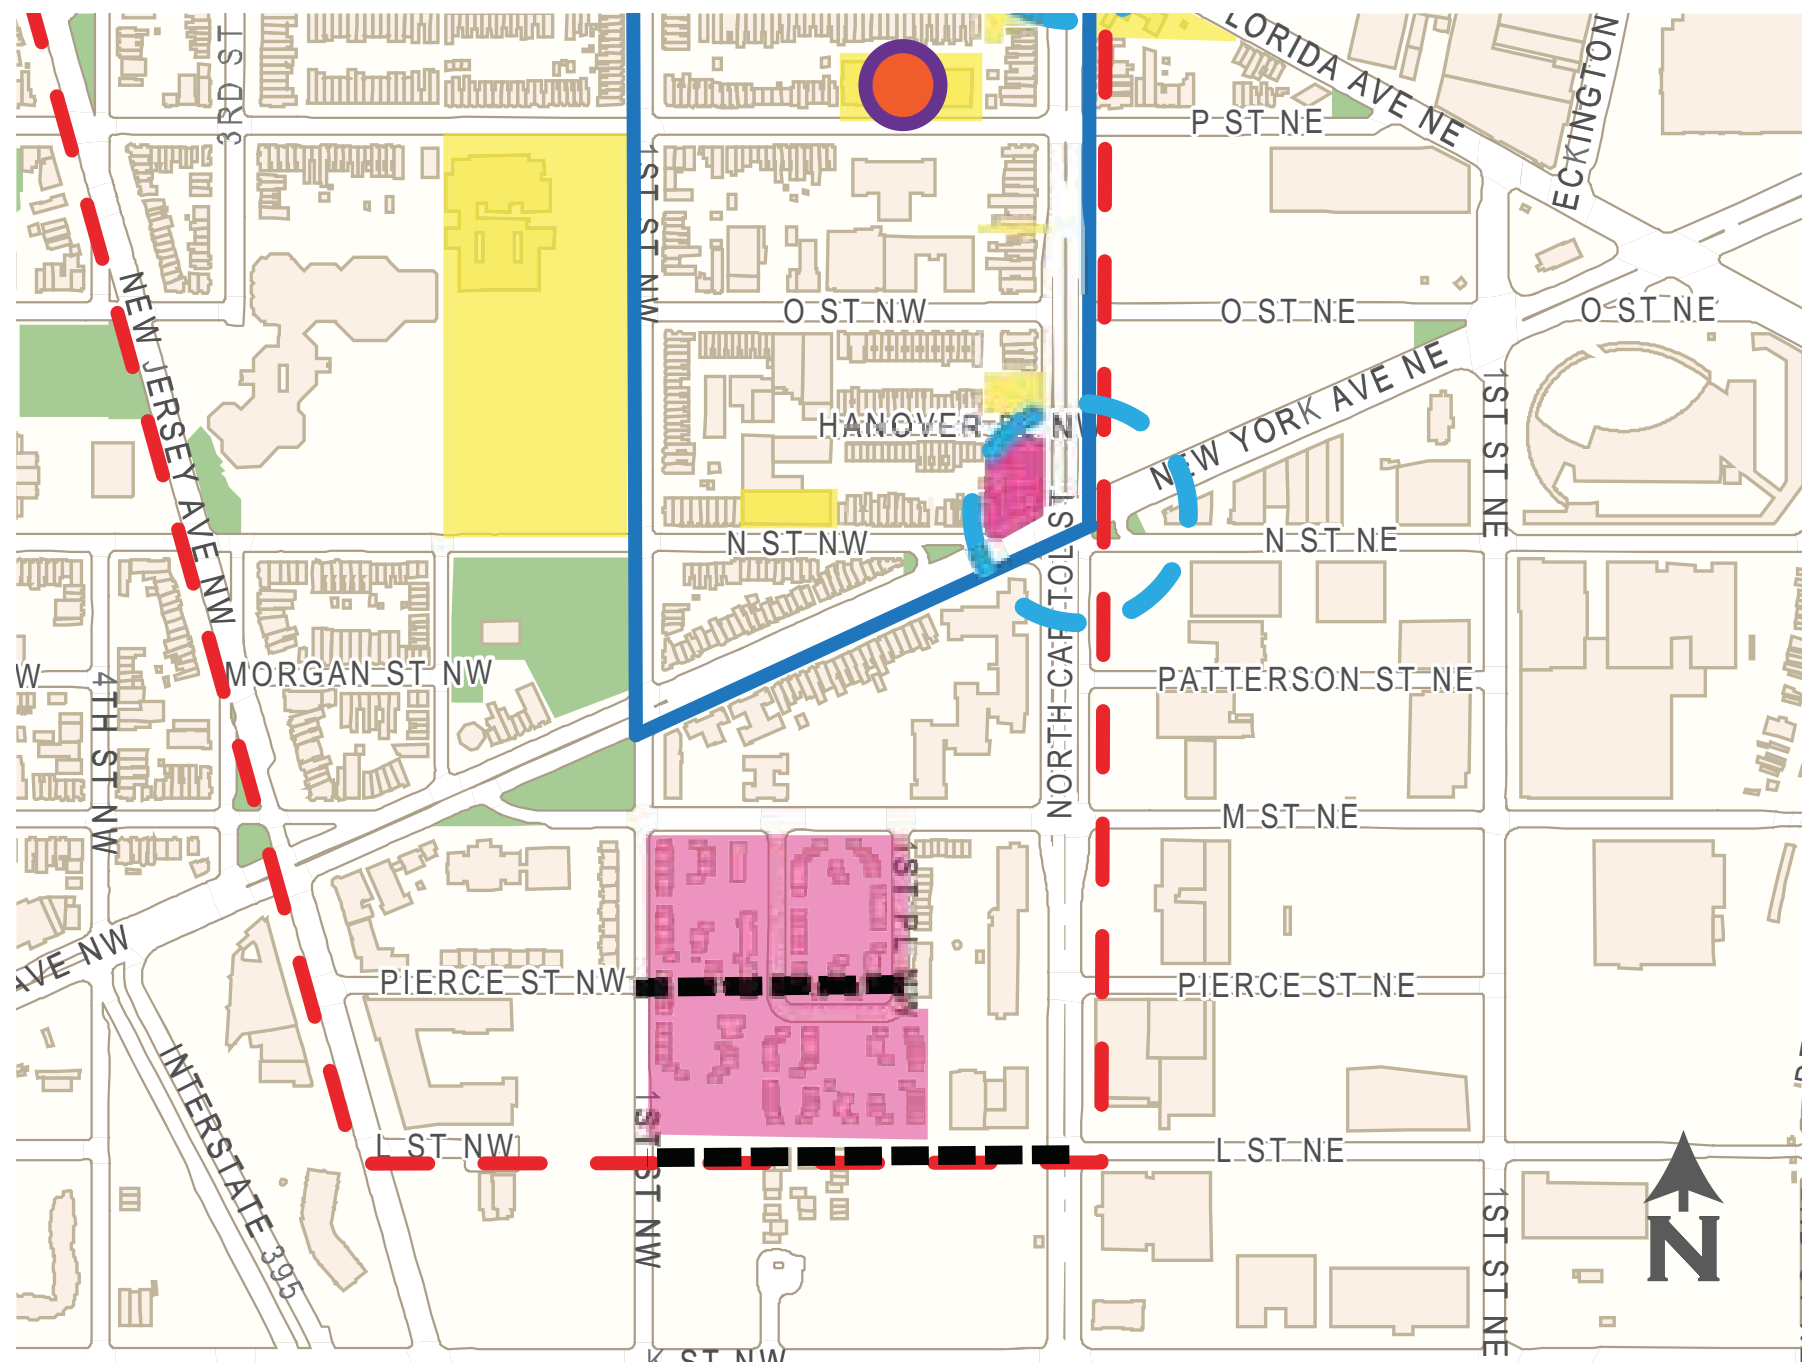 3RD ST
FLORIDA AVE NE
ECKINGTON
P ST NE
1ST ST NW
NEW JERSEY AVE NW
O ST NW
O ST NE
O ST NE
HANOVER NW
NEW YORK AVE NE
1ST ST NE
N ST NW
N ST NE
NORTH CAPITOL ST
MORGAN ST NW
W
4TH ST NW
PATTERSON ST NE
M ST NE
1ST PL NW
AVE NW
PIERCE ST NW
PIERCE ST NE
INTERSTATE 395
L ST NW
1ST ST NW
L ST NE
1ST ST NE
N
K ST NW